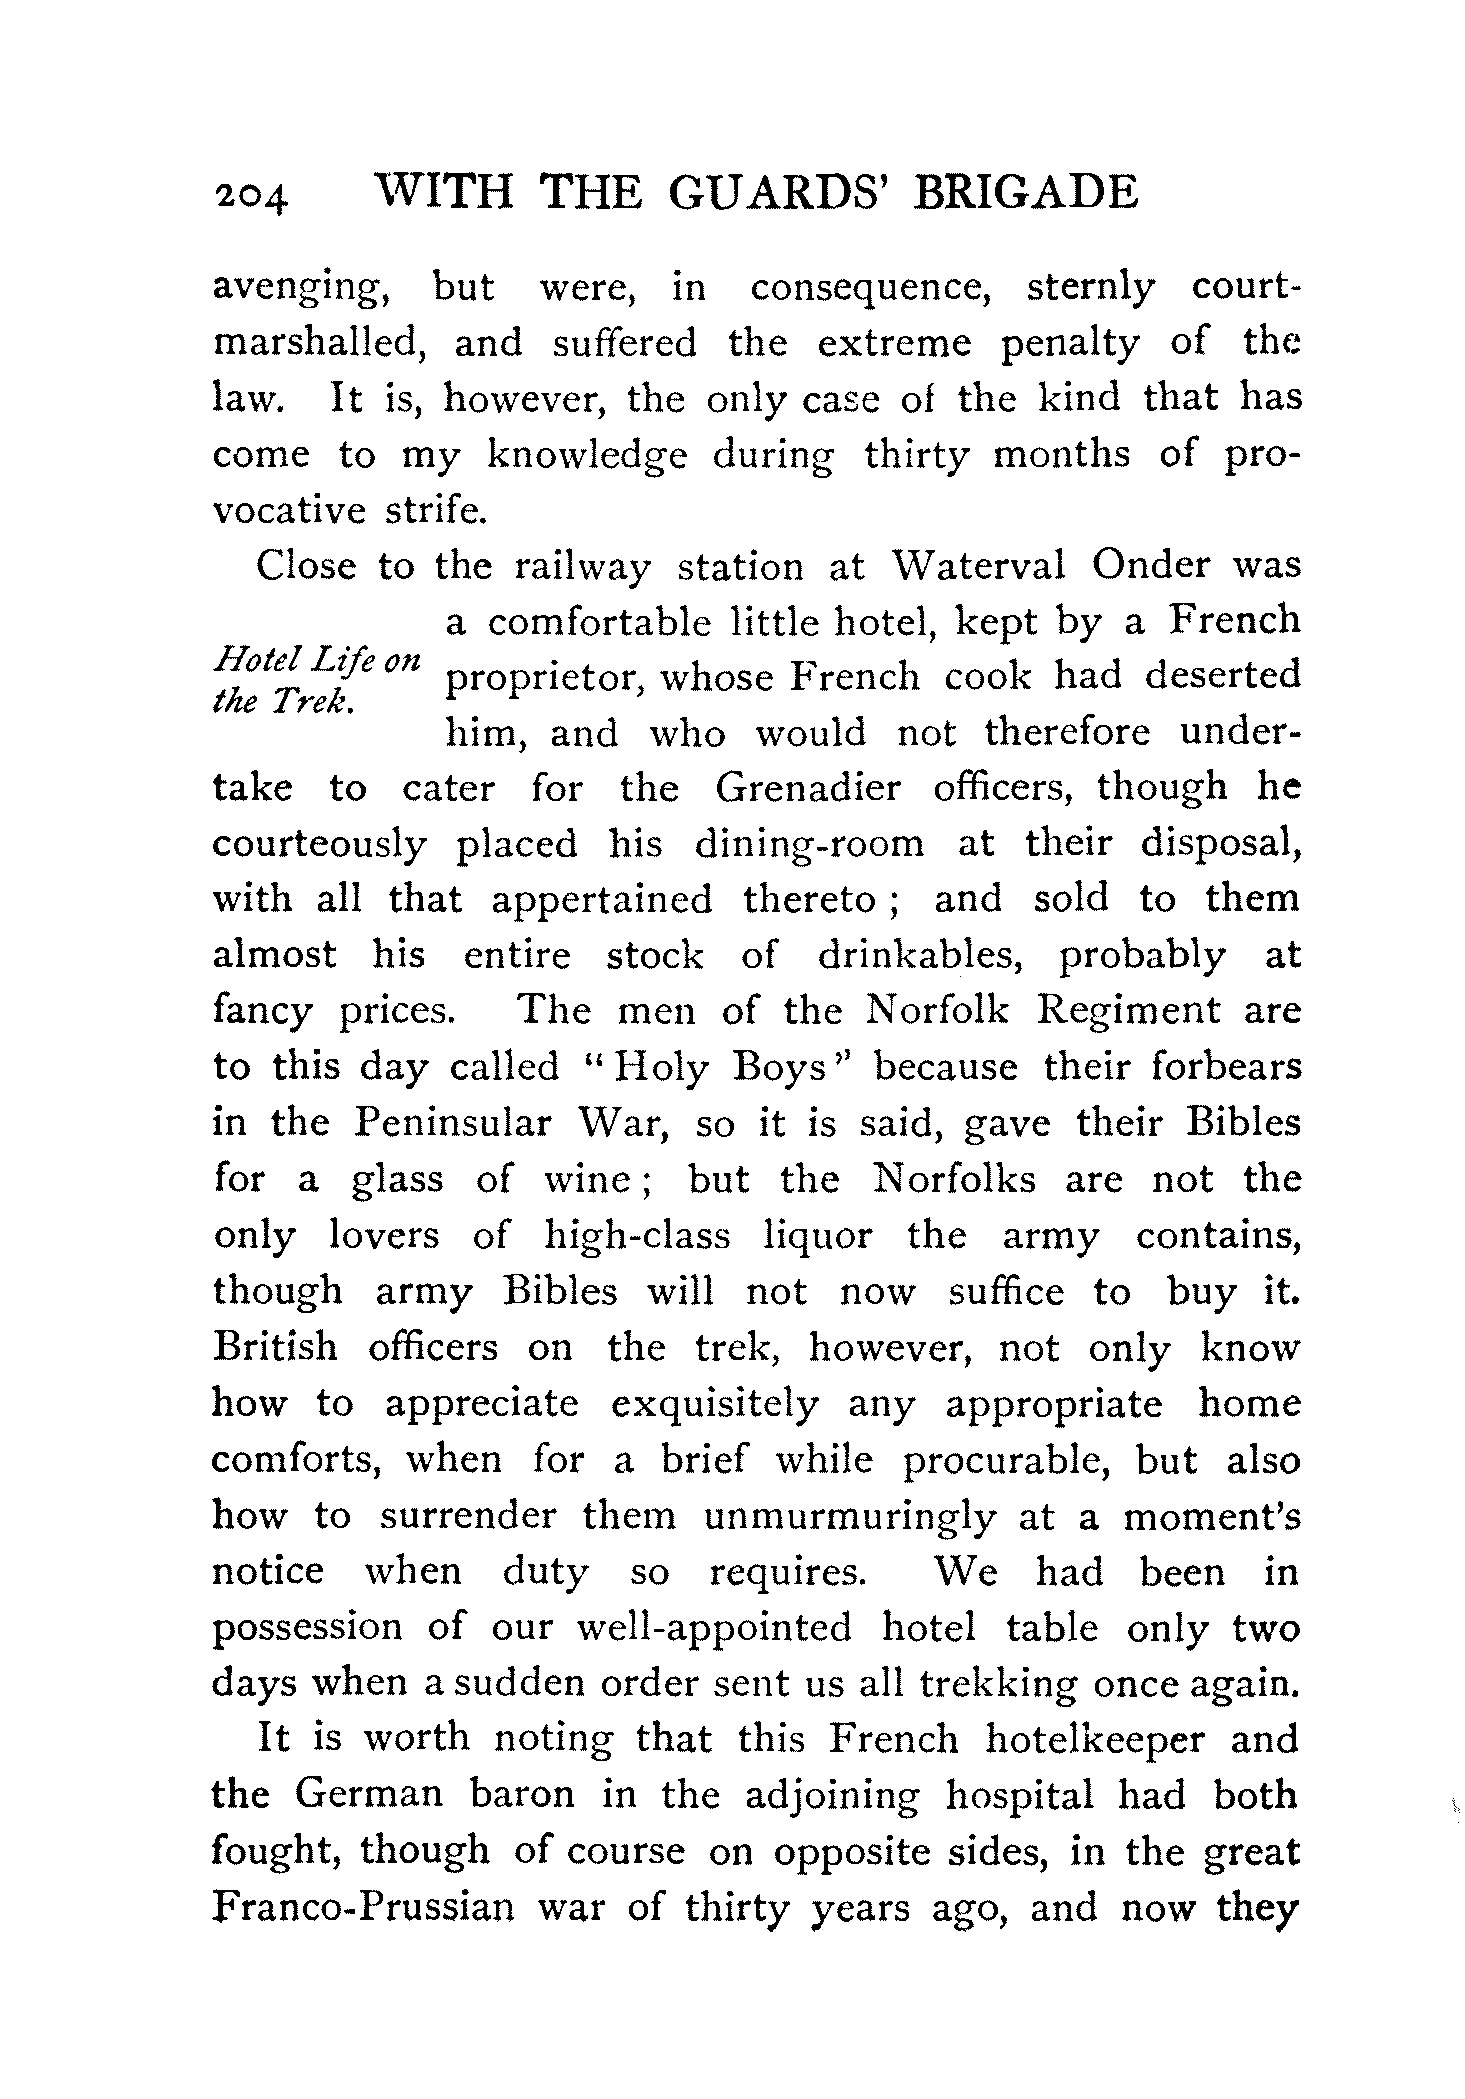 204 WITH THE GUARDS' BRIGADE
avenging, but were, in consequence, sternly court-
marshalled, and suffered the extreme penalty of the
law. It is, however, the only case of the kind that has
come to my knowledge during thirty months of pro-
vocative strife.
Close to the railway station at Waterval Onder was
a comfortable little hotel, kept by a French
Hotel Life on
the Trek.
proprietor, whose French cook had deserted
him, and who would not therefore under-
take to cater for the Grenadier officers, though he
courteously placed his dining-room at their disposal,
with all that appertained thereto ; and sold to them
almost his entire stock of drinkables, probably at
fancy prices. The men of the Norfolk Regiment are
to this day called "Holy Boys" because their forbears
in the Peninsular War, so it is said, gave their Bibles
for a glass of wine ; but the Norfolks are not the
only lovers of high-class liquor the army contains,
though army Bibles will not now suffice to buy it.
British officers on the trek, however, not only know
how to appreciate exquisitely any appropriate home
comforts, when for a brief while procurable, but also
how to surrender them unmurmuringly at a moment's
notice when duty so requires. We had been in
possession of our well-appointed hotel table only two
days when a sudden order sent us all trekking once again.
It is worth noting that this French hotelkeeper and
the German baron in the adjoining hospital had both
fought, though of course on opposite sides, in the great
Franco-Prussian war of thirty years ago, and now they